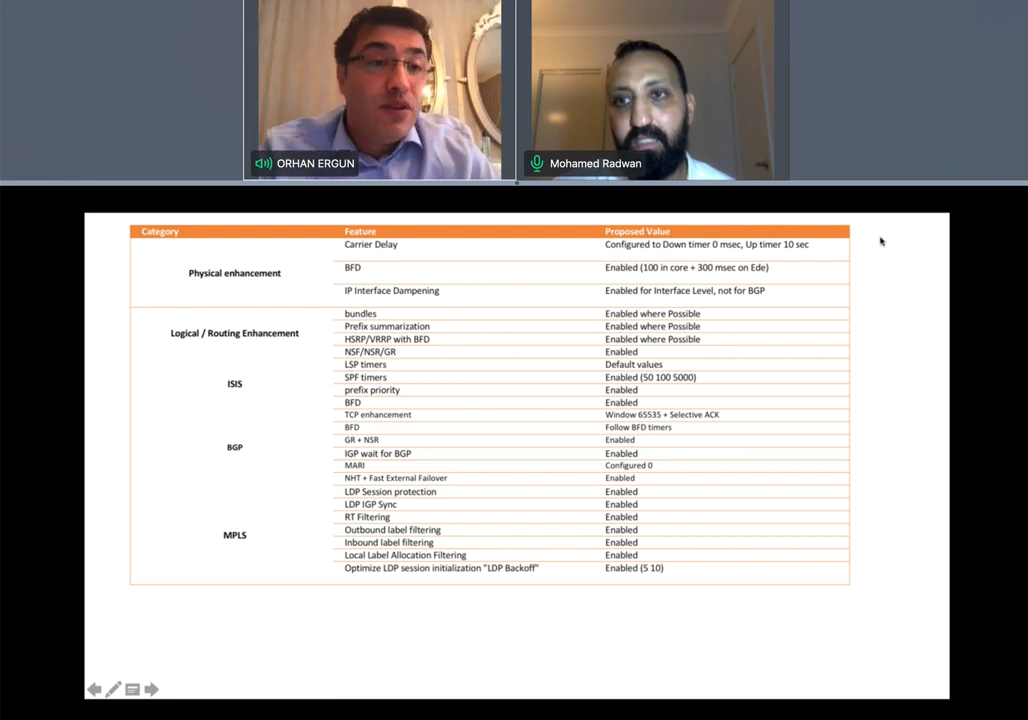 ORHAN ERGUN
Mohamed Radwan
Category Feature Proposed Value
Physical enhancement
Carrier Delay Configured to Down timer 0 msec, Up timer 10 sec
BFD Enabled (100 in core + 300 msec on Ede)
IP Interface Dampening Enabled for Interface Level, not for BGP
Logical / Routing Enhancement
bundles Enabled where Possible
Prefix summarization Enabled where Possible
HSRP/VRRP with BFD Enabled where Possible
NSF/NSR/GR Enabled
ISIS
LSP timers Default values
SPF timers Enabled (50 100 5000)
prefix priority Enabled
BFD Enabled
BGP
TCP enhancement Window 65535 + Selective ACK
BFD Follow BFD timers
GR + NSR Enabled
IGP wait for BGP Enabled
MARI Configured 0
NHT + Fast External Failover Enabled
MPLS
LDP Session protection Enabled
LDP IGP Sync Enabled
RT Filtering Enabled
Outbound label filtering Enabled
Inbound label filtering Enabled
Local Label Allocation Filtering Enabled
Optimize LDP session initialization "LDP Backoff" Enabled (5 10)